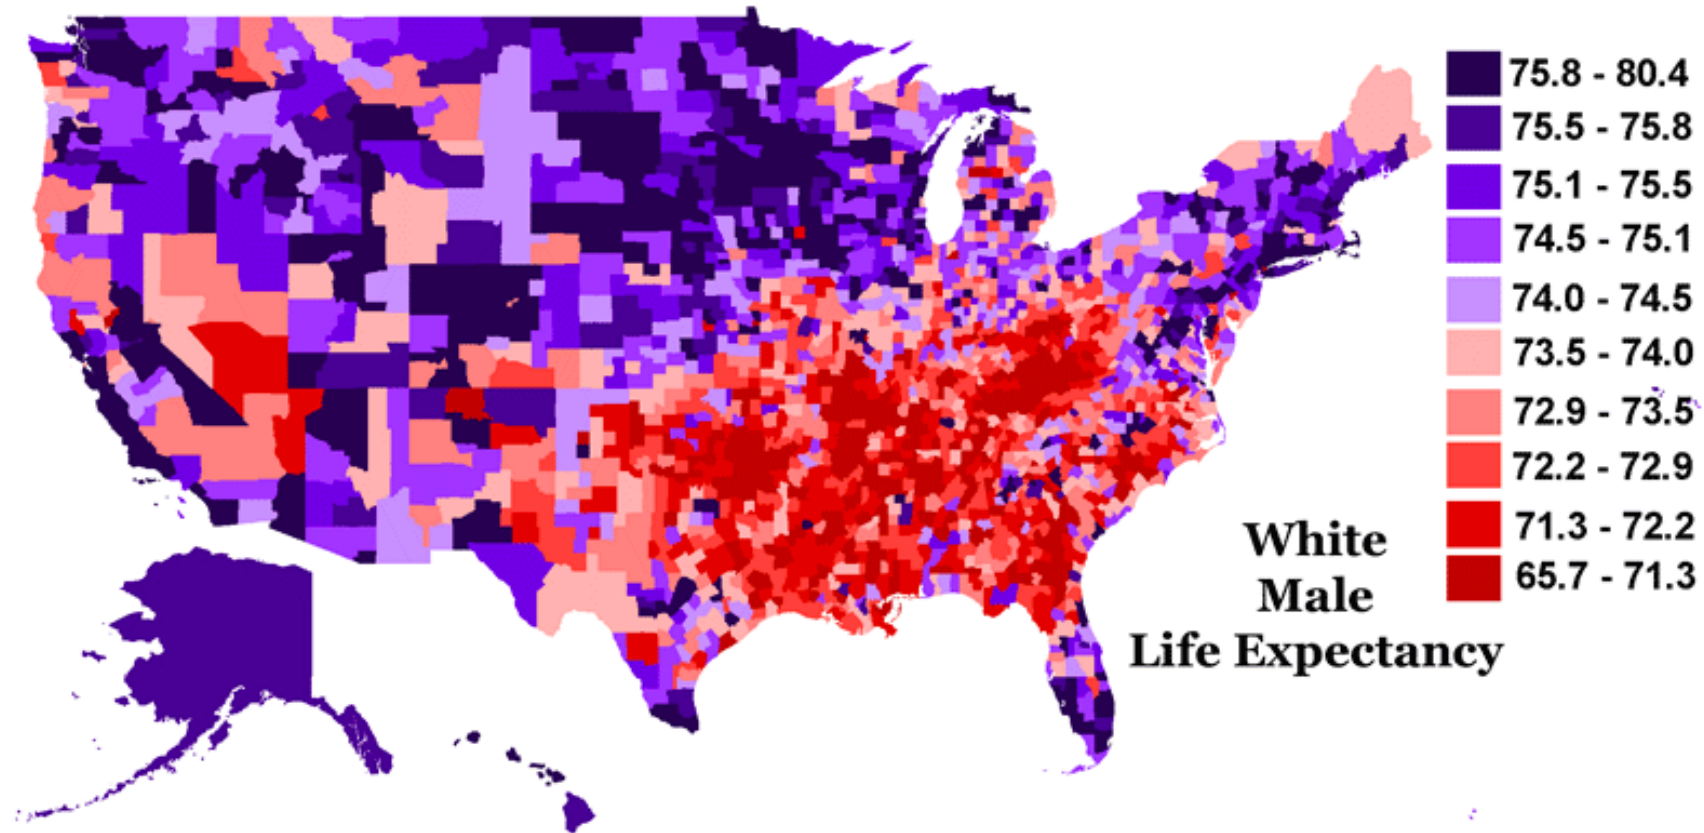 75.8 - 80.4
75.5 - 75.8
75.1 - 75.5
74.5 - 75.1
74.0 - 74.5
73.5 - 74.0
72.9 - 73.5
72.2 - 72.9
71.3 - 72.2
65.7 - 71.3
White
Male
Life Expectancy